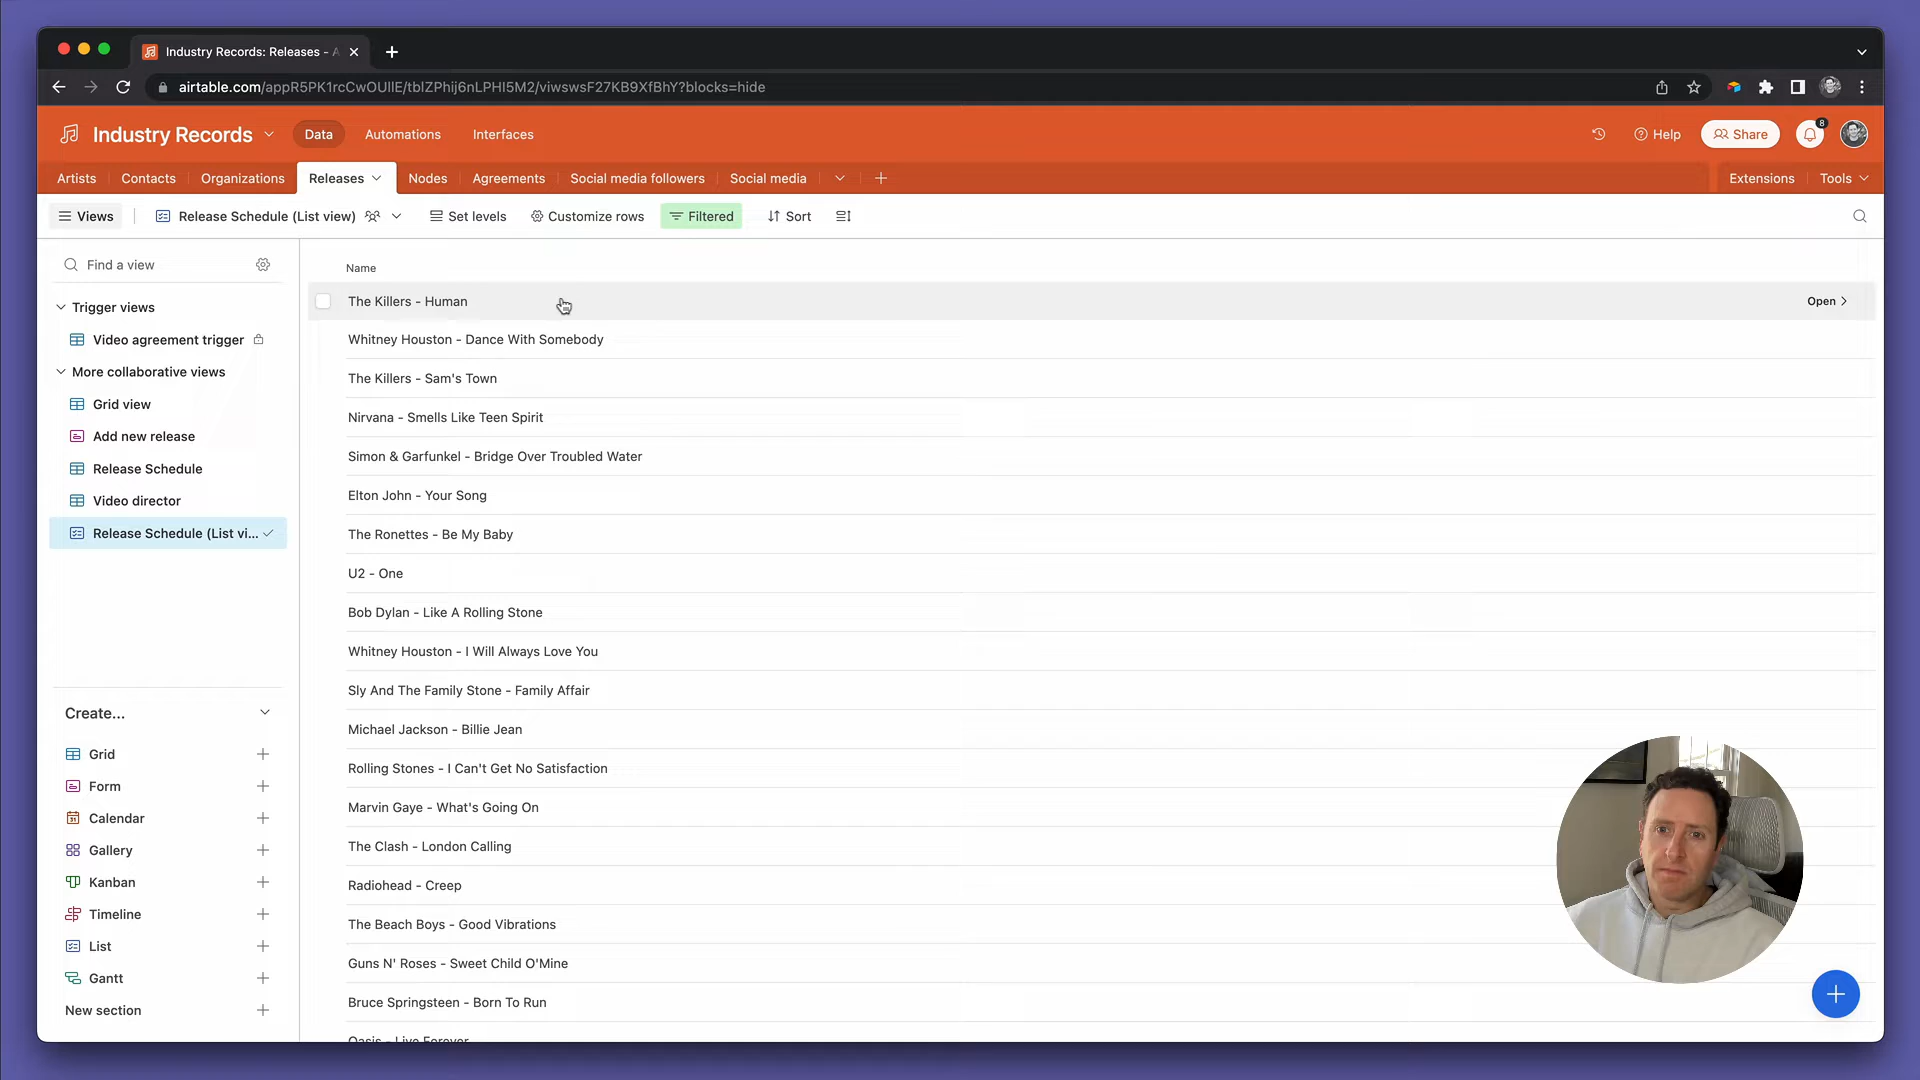 Industry Records: Releases - A
airtable.com/appR5PK1rcCwOUIlE/tblZPhij6nLPHI5M2/viwswsF27KB9XfBhY?blocks=hide
Industry Records
Data
Automations
Interfaces
Help
Share
8
Artists
Contacts
Organizations
Releases
Nodes
Agreements
Social media followers
Social media
Extensions
Tools
Views
Release Schedule (List view)
Set levels
Customize rows
Filtered
Sort
Find a view
Trigger views
Video agreement trigger
More collaborative views
Grid view
Add new release
Release Schedule
Video director
Release Schedule (List vi...
Create...
Grid
Form
Calendar
Gallery
Kanban
Timeline
List
Gantt
New section
Name
The Killers - Human
Open
Whitney Houston - Dance With Somebody
The Killers - Sam's Town
Nirvana - Smells Like Teen Spirit
Simon & Garfunkel - Bridge Over Troubled Water
Elton John - Your Song
The Ronettes - Be My Baby
U2 - One
Bob Dylan - Like A Rolling Stone
Whitney Houston - I Will Always Love You
Sly And The Family Stone - Family Affair
Michael Jackson - Billie Jean
Rolling Stones - I Can't Get No Satisfaction
Marvin Gaye - What's Going On
The Clash - London Calling
Radiohead - Creep
The Beach Boys - Good Vibrations
Guns N' Roses - Sweet Child O'Mine
Bruce Springsteen - Born To Run
Oasis - Live Forever